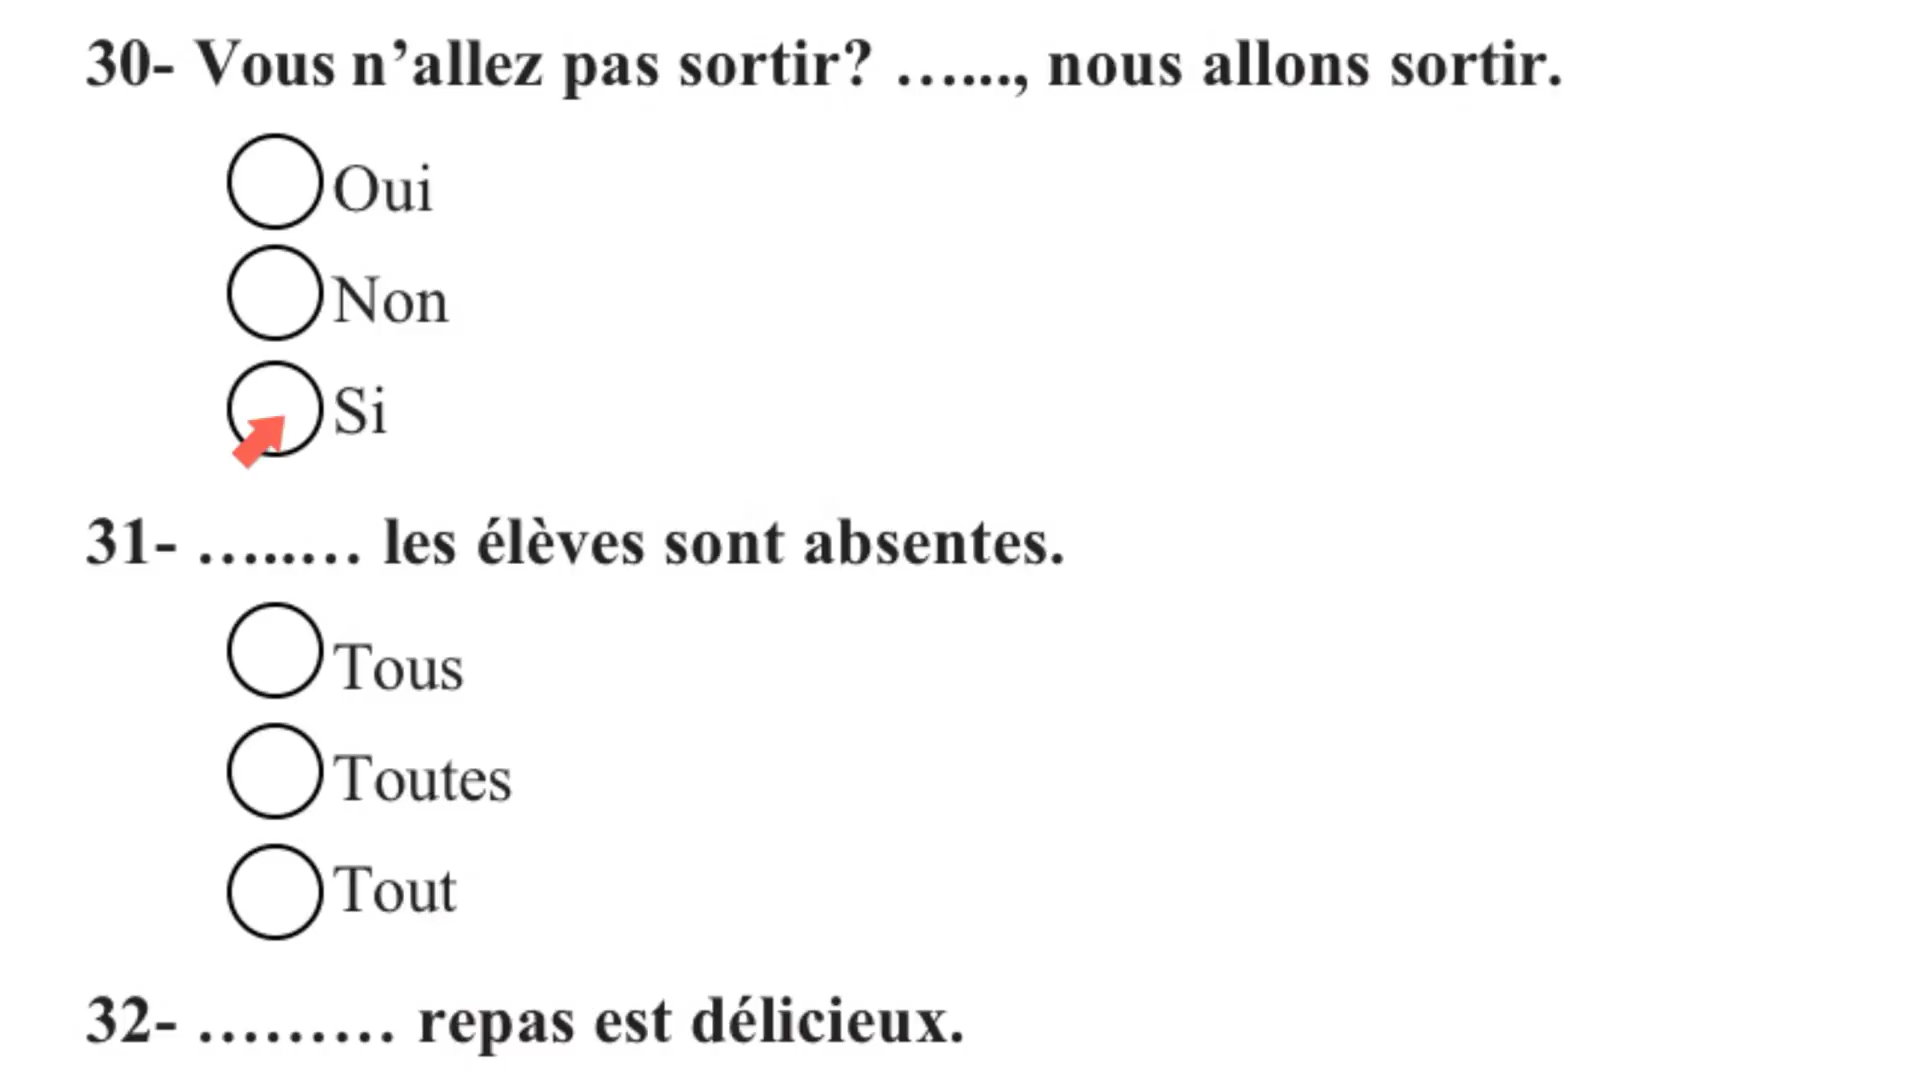 30- Vous n’allez pas sortir? …..., nous allons sortir.
Oui
Non
Si
31- …..… les élèves sont absentes.
Tous
Toutes
Tout
32- ……… repas est délicieux.